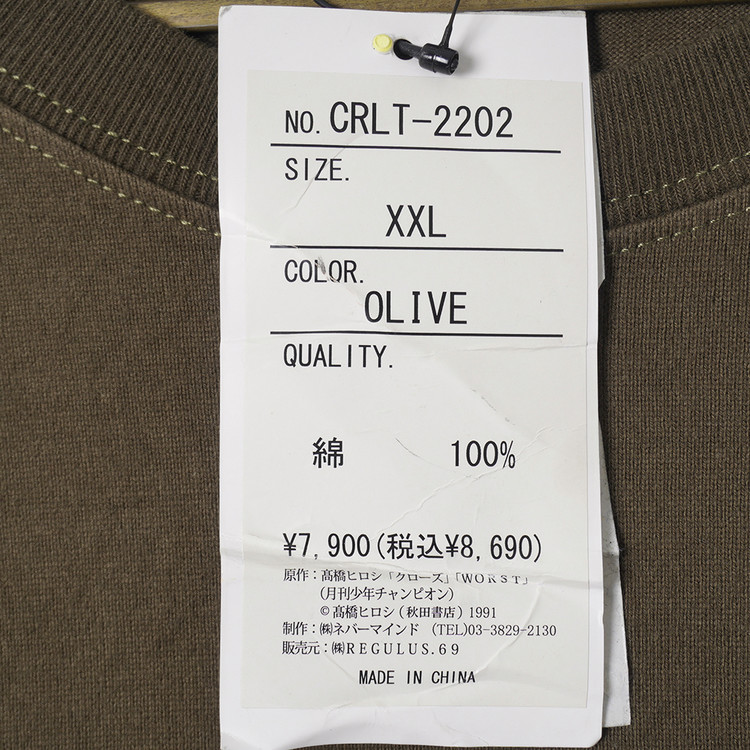 NO. CRLT-2202
SIZE.
XXL
COLOR.
OLIVE
QUALITY.
綿 100%
¥7,900(税込¥8,690)
原作：髙橋ヒロシ「クローズ」「WORST」
(月刊少年チャンピオン)
©髙橋ヒロシ(秋田書店)1991
制作：㈱ネバーマインド (TEL)03-3829-2130
販売元：㈱REGULUS.69
MADE IN CHINA